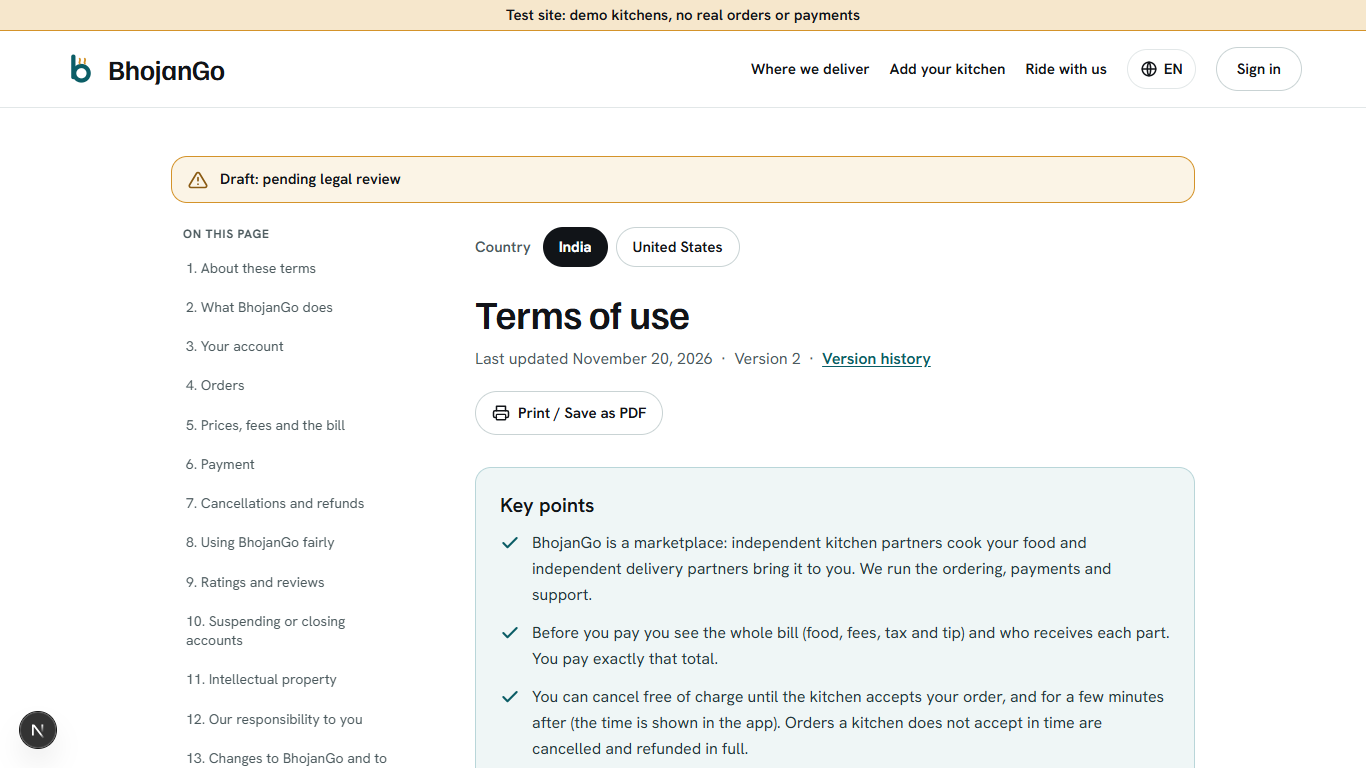 Test site: demo kitchens, no real orders or payments
BhojanGo
Where we deliver
Add your kitchen
Ride with us
EN
Sign in
Draft: pending legal review
ON THIS PAGE
1. About these terms
2. What BhojanGo does
3. Your account
4. Orders
5. Prices, fees and the bill
6. Payment
7. Cancellations and refunds
8. Using BhojanGo fairly
9. Ratings and reviews
10. Suspending or closing
accounts
11. Intellectual property
12. Our responsibility to you
13. Changes to BhojanGo and to
Country
India
United States
Terms of use
Last updated November 20, 2026 · Version 2 · Version history
Print / Save as PDF
Key points
BhojanGo is a marketplace: independent kitchen partners cook your food and
independent delivery partners bring it to you. We run the ordering, payments and
support.
Before you pay you see the whole bill (food, fees, tax and tip) and who receives each part.
You pay exactly that total.
You can cancel free of charge until the kitchen accepts your order, and for a few minutes
after (the time is shown in the app). Orders a kitchen does not accept in time are
cancelled and refunded in full.
N